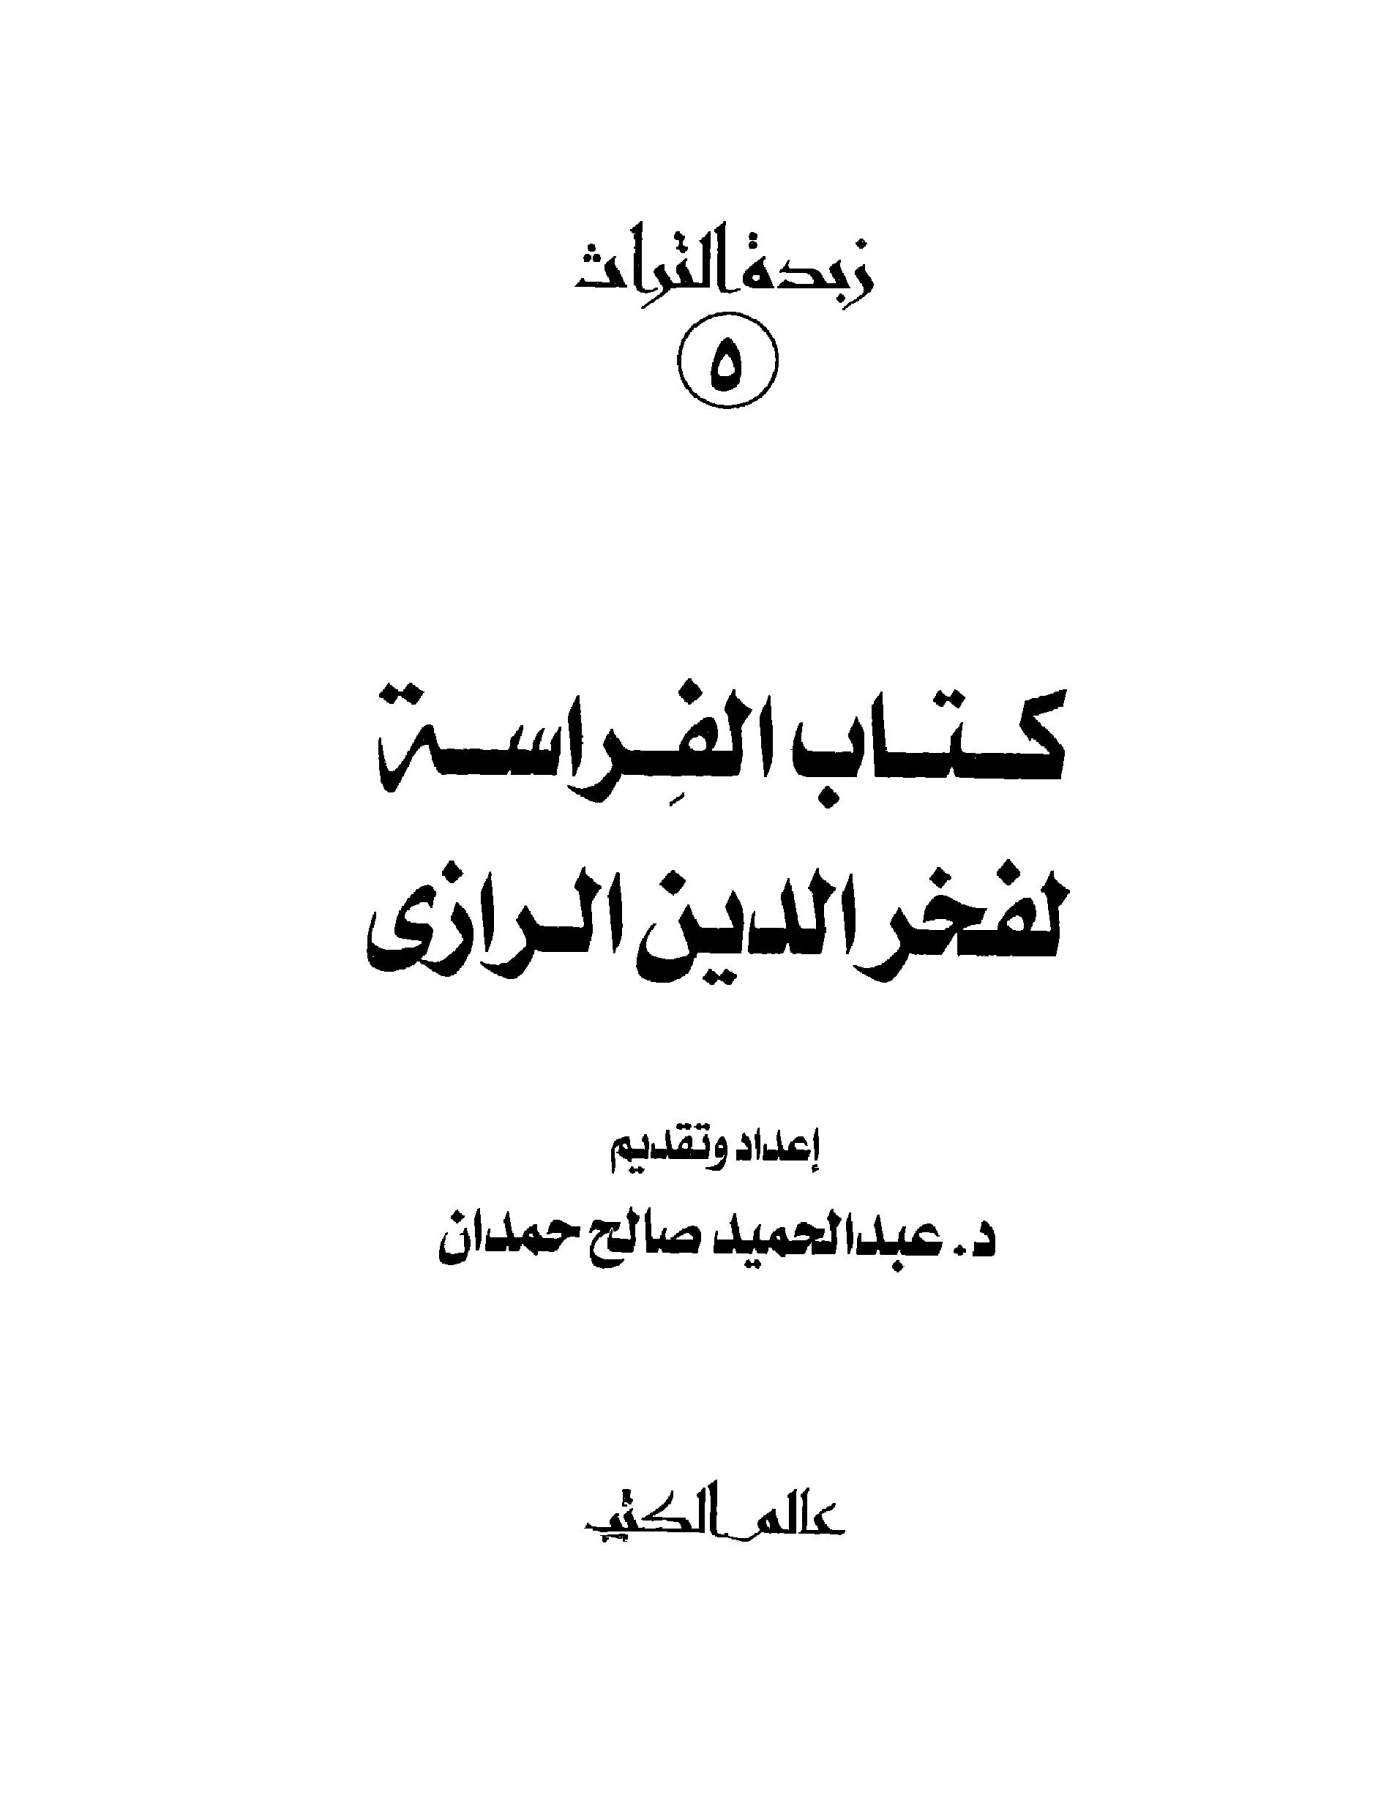 زبدة التراث
٥
كتاب الفِراسة
لفخر الدين الرازى
إعداد وتقديم
د. عبدالحميد صالح حمدان
عالم الكتب